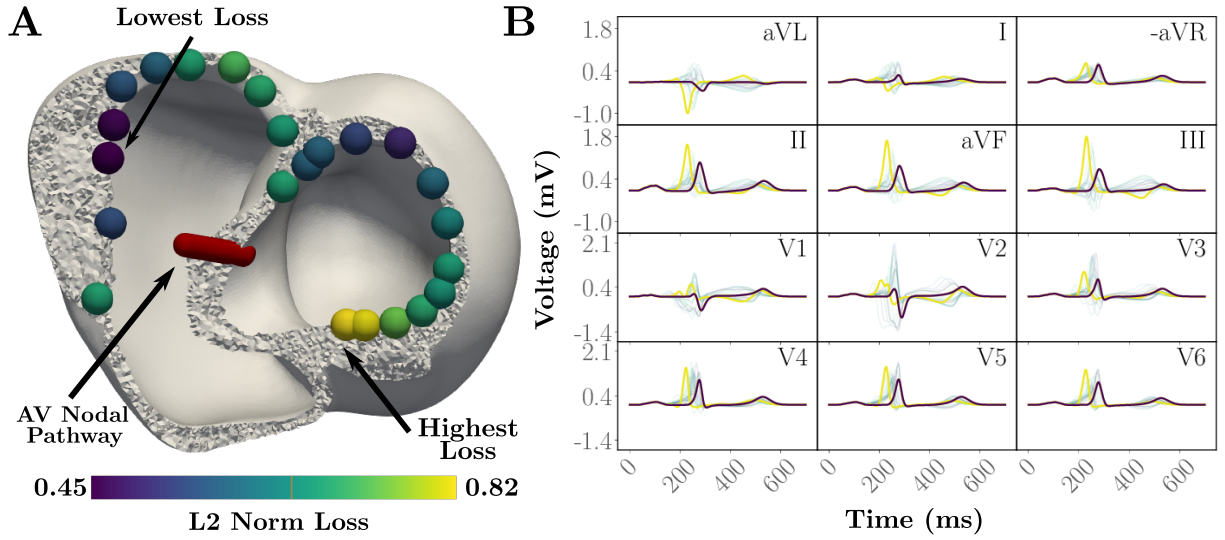 A
Lowest Loss
AV Nodal
Pathway
Highest
Loss
0.45
0.82
L2 Norm Loss
B
Voltage (mV)
1.8
0.4
-1.0
aVL
I
-aVR
1.8
0.4
-1.0
II
aVF
III
2.1
0.4
-1.4
V1
V2
V3
2.1
0.4
-1.4
V4
V5
V6
0
200
400
600
0
200
400
600
0
200
400
600
Time (ms)